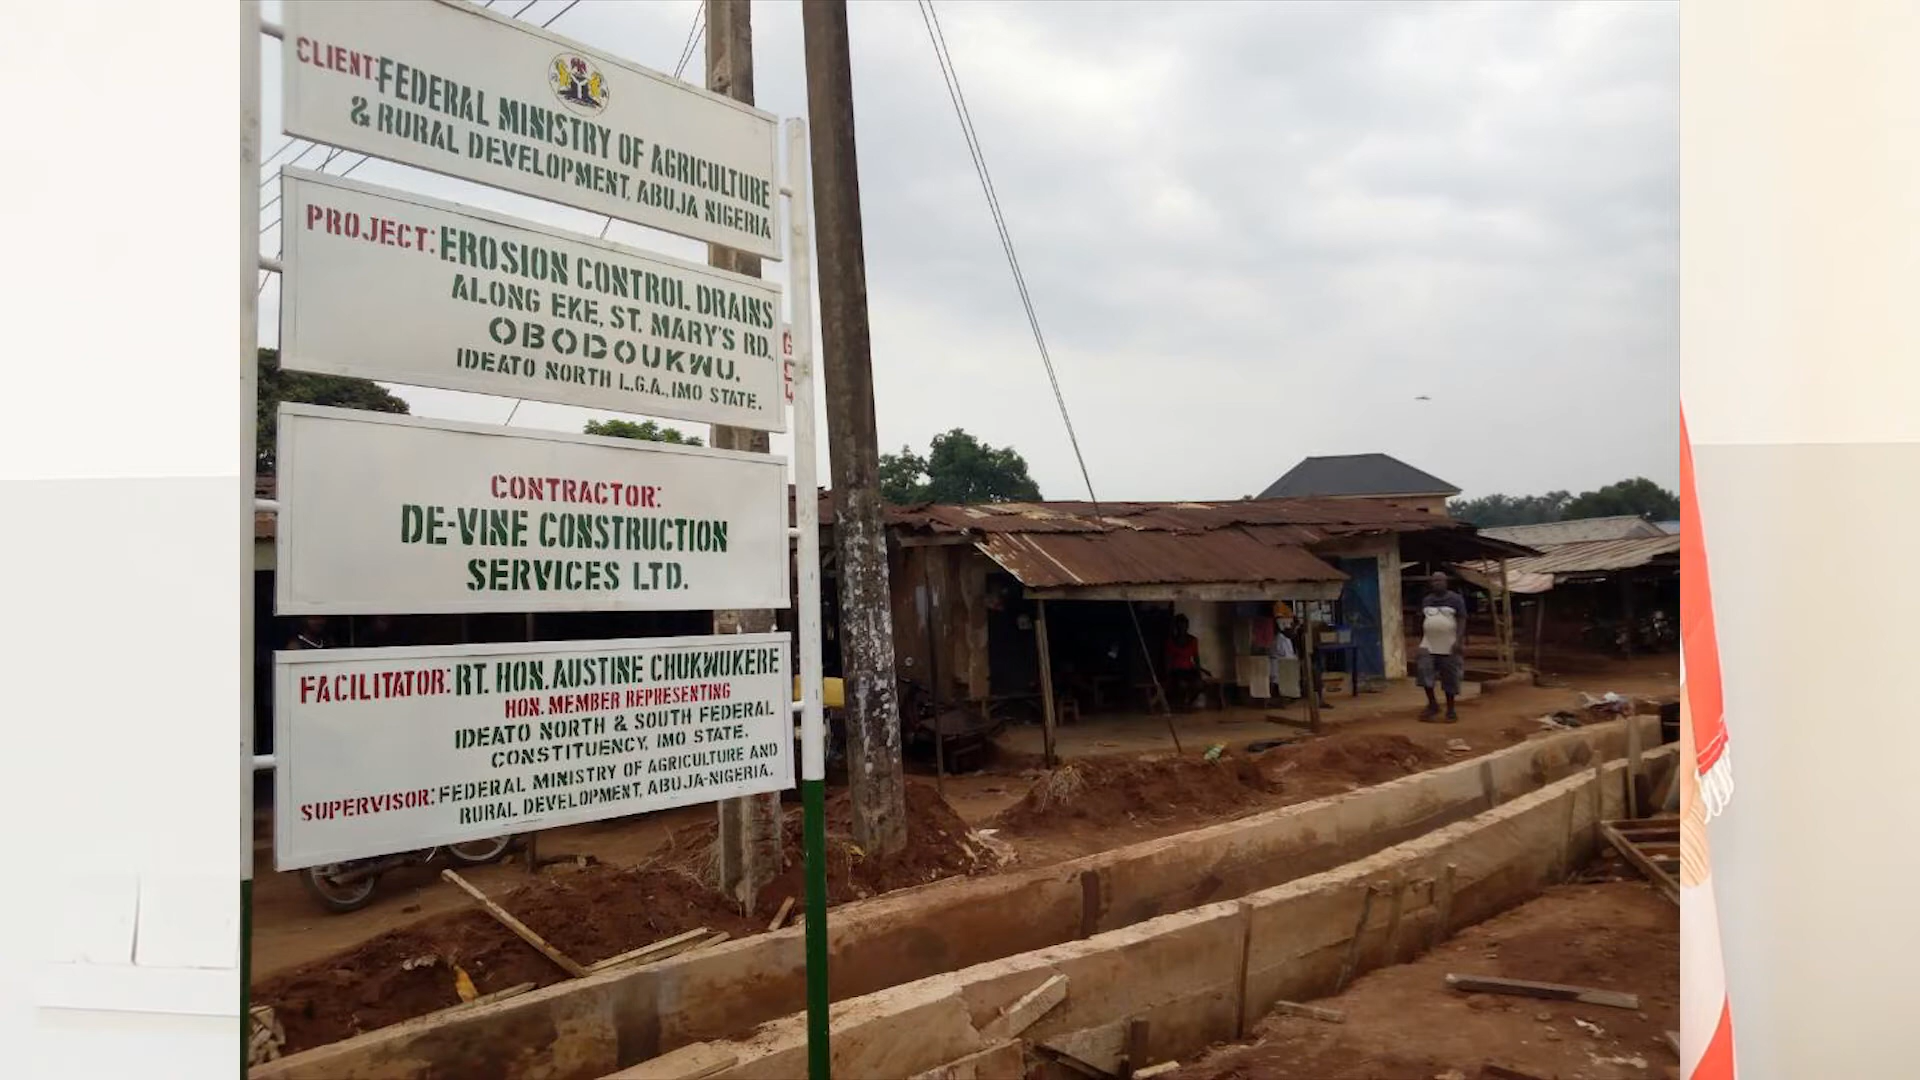 CLIENT: FEDERAL MINISTRY OF AGRICULTURE
& RURAL DEVELOPMENT, ABUJA NIGERIA
PROJECT: EROSION CONTROL DRAINS
ALONG EKE, ST. MARY'S RD.,
OBODOUKWU.
IDEATO NORTH L.G.A., IMO STATE.
CONTRACTOR:
DE-VINE CONSTRUCTION
SERVICES LTD.
FACILITATOR: RT. HON. AUSTINE CHUKWUKERE
HON. MEMBER REPRESENTING
IDEATO NORTH & SOUTH FEDERAL
CONSTITUENCY, IMO STATE.
SUPERVISOR: FEDERAL MINISTRY OF AGRICULTURE AND
RURAL DEVELOPMENT, ABUJA-NIGERIA.